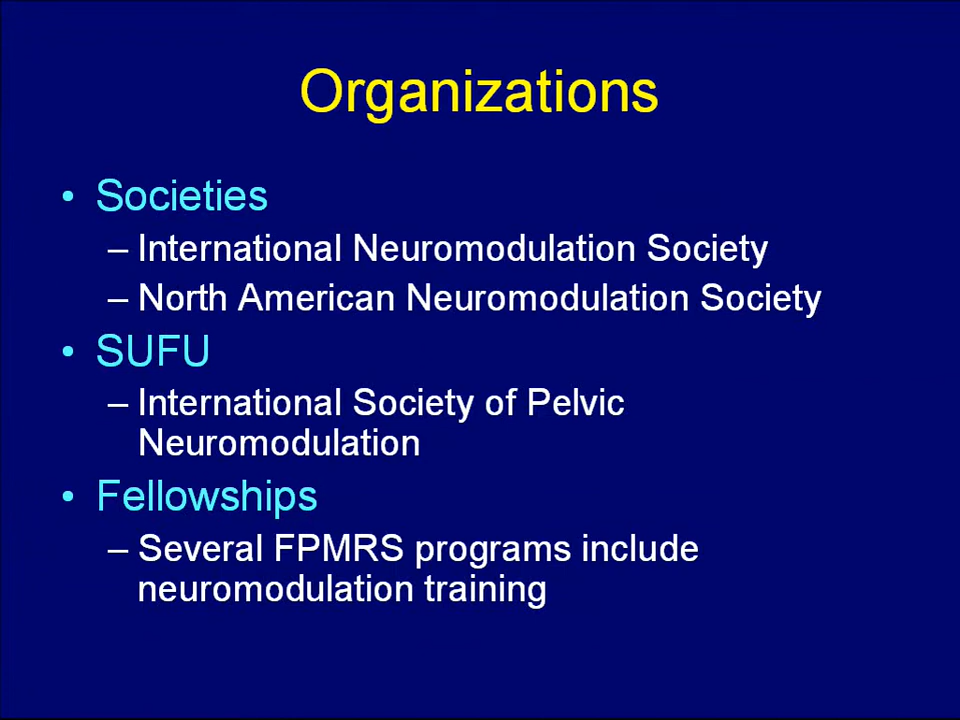 Organizations
• Societies
– International Neuromodulation Society
– North American Neuromodulation Society
• SUFU
– International Society of Pelvic
Neuromodulation
• Fellowships
– Several FPMRS programs include
neuromodulation training